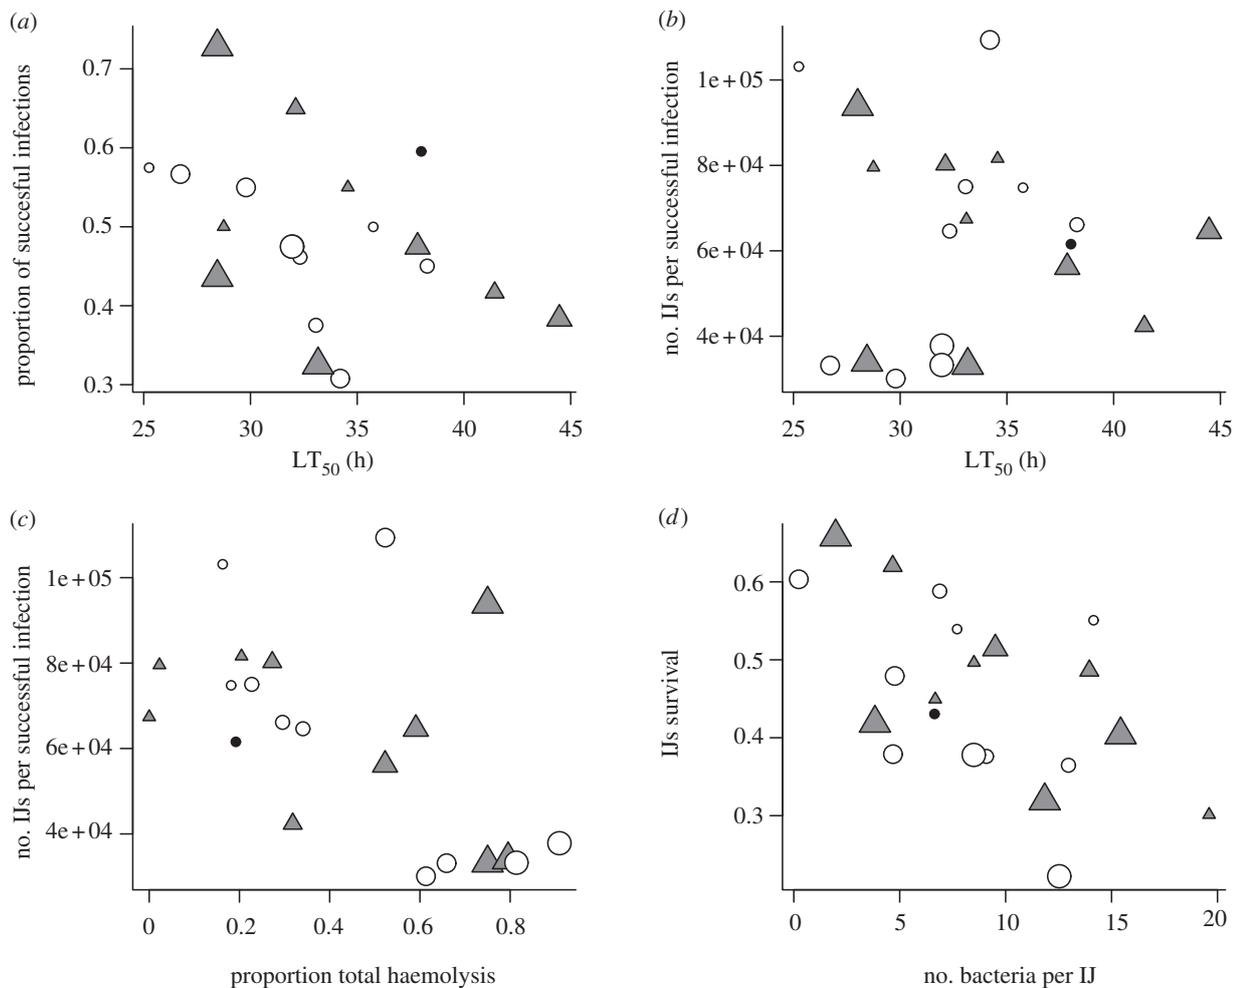 (a)
proportion of succesful infections
0.7
0.6
0.5
0.4
0.3
25 30 35 40 45
LT50 (h)
(b)
no. IJs per successful infection
1e+05
8e+04
6e+04
4e+04
25 30 35 40 45
LT50 (h)
(c)
no. IJs per successful infection
1e+05
8e+04
6e+04
4e+04
0 0.2 0.4 0.6 0.8
proportion total haemolysis
(d)
IJs survival
0.6
0.5
0.4
0.3
0 5 10 15 20
no. bacteria per IJ